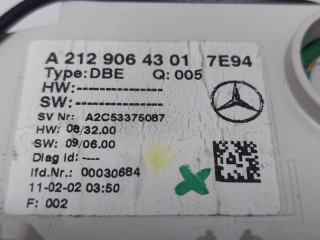 A 212 906 43 01 7E94
Type: DBE Q: 005
HW:---------------------
SW:---------------------
SV Nr: A2C53375087
HW: 08/32.00
SW: 09/06.00
Diag Id: ----
lfd.Nr.: 00030684
11-02-02 03:50
F: 002